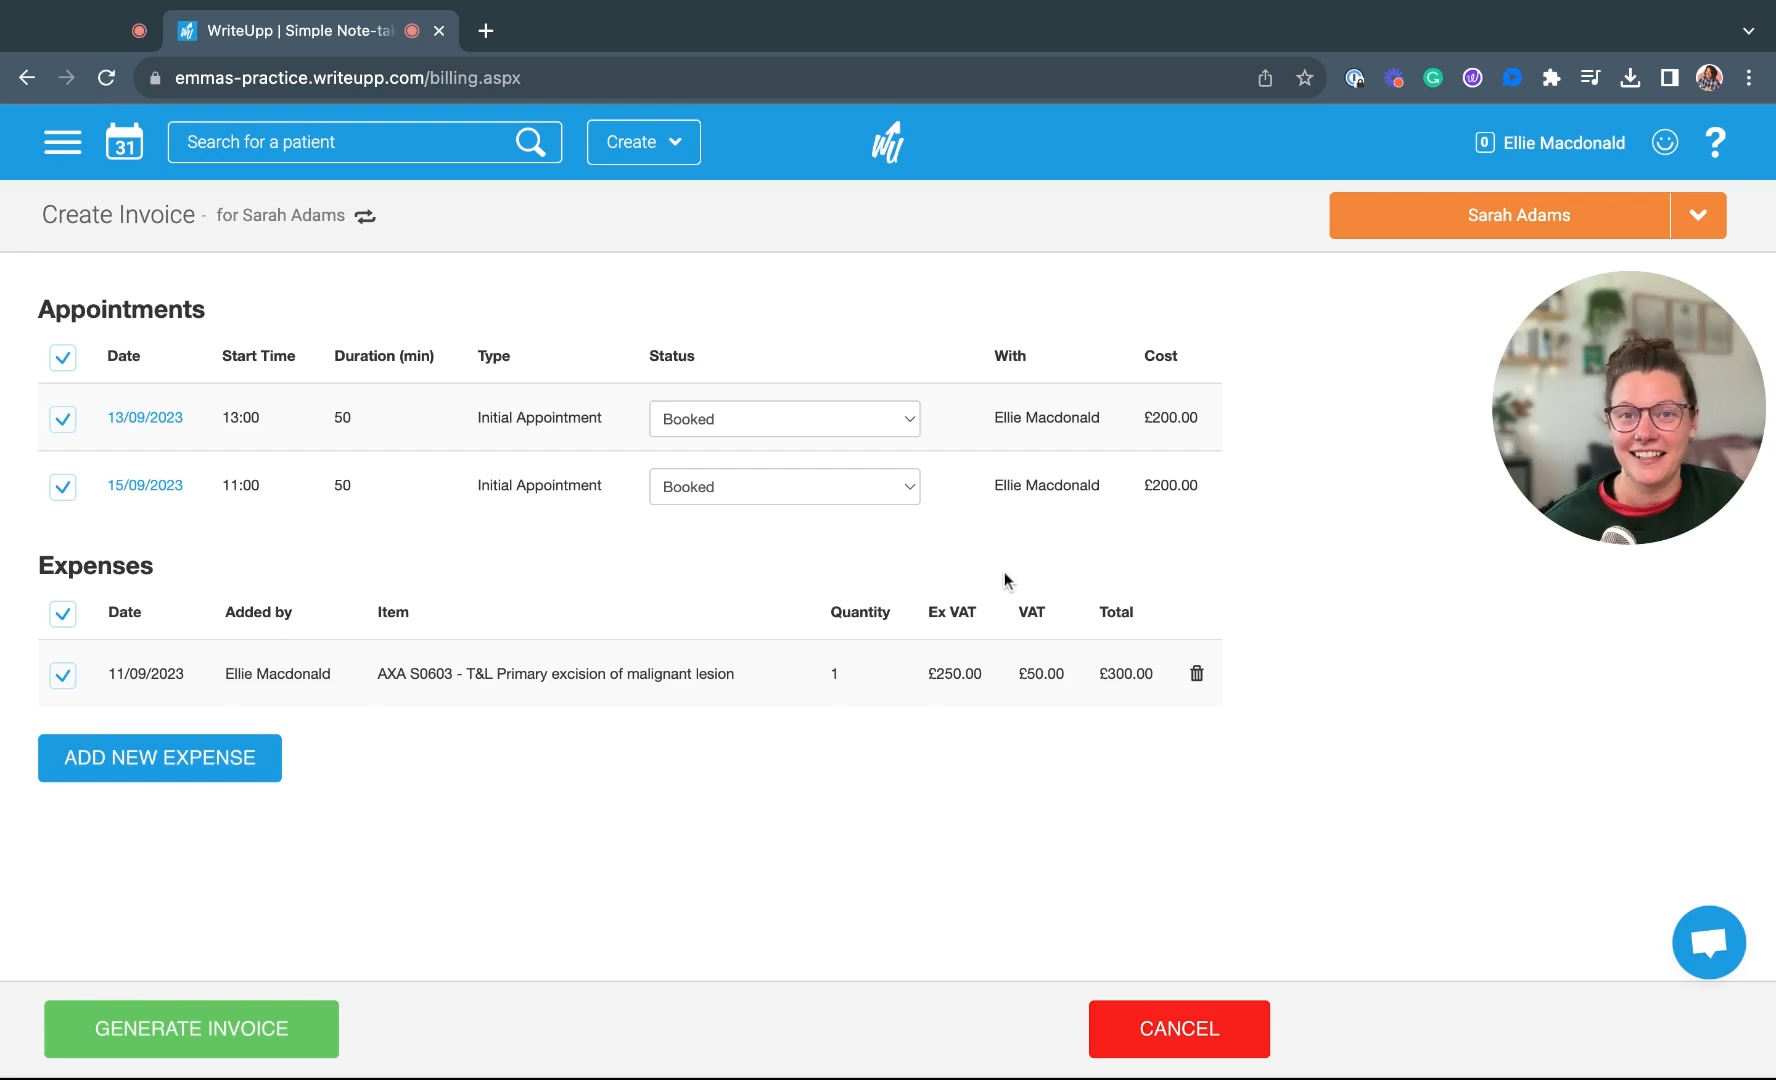 WriteUpp | Simple Note-tak
emmas-practice.writeupp.com/billing.aspx
31 Search for a patient Create 0 Ellie Macdonald ?
Create Invoice - for Sarah Adams Sarah Adams
Appointments
Date Start Time Duration (min) Type Status With Cost
13/09/2023 13:00 50 Initial Appointment Booked Ellie Macdonald £200.00
15/09/2023 11:00 50 Initial Appointment Booked Ellie Macdonald £200.00
Expenses
Date Added by Item Quantity Ex VAT VAT Total
11/09/2023 Ellie Macdonald AXA S0603 - T&L Primary excision of malignant lesion 1 £250.00 £50.00 £300.00
ADD NEW EXPENSE
GENERATE INVOICE CANCEL